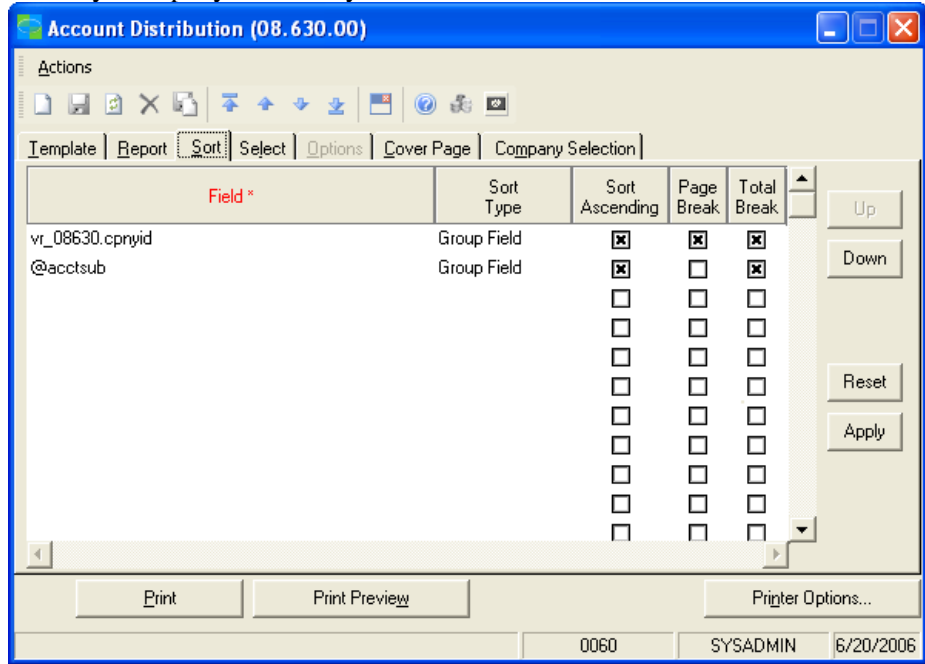 Account Distribution (08.630.00)
Actions
Template Report Sort Select Options Cover Page Company Selection
Field * Sort Type Sort Ascending Page Break Total Break
Up
vr_08630.cpnyid Group Field
Down
@acctsub Group Field
Reset
Apply
Print Print Preview Printer Options...
0060 SYSADMIN 6/20/2006